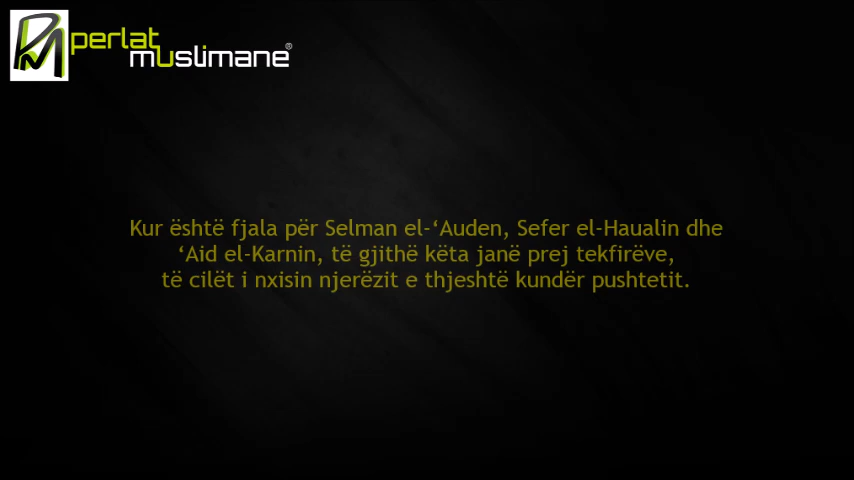 perlat
muslimane®
Kur është fjala për Selman el-‘Auden, Sefer el-Haualin dhe
‘Aid el-Karnin, të gjithë këta janë prej tekfirëve,
të cilët i nxisin njerëzit e thjeshtë kundër pushtetit.